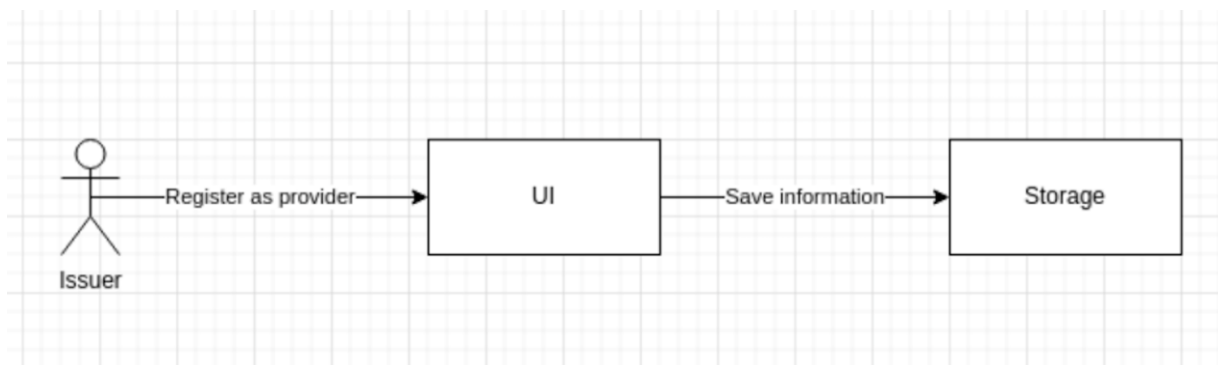 Register as provider
UI
Save information
Storage
Issuer